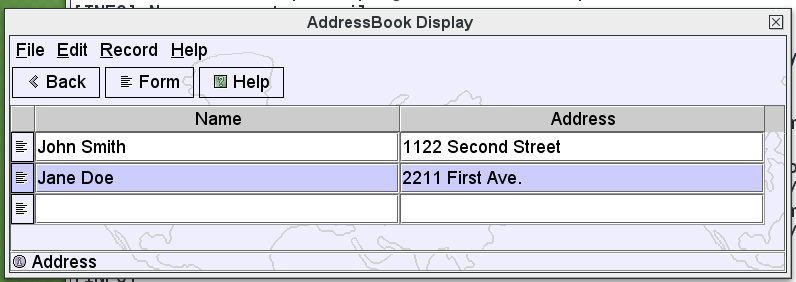 AddressBook Display
File Edit Record Help
Back Form Help
Name Address
John Smith 1122 Second Street
Jane Doe 2211 First Ave.
Address